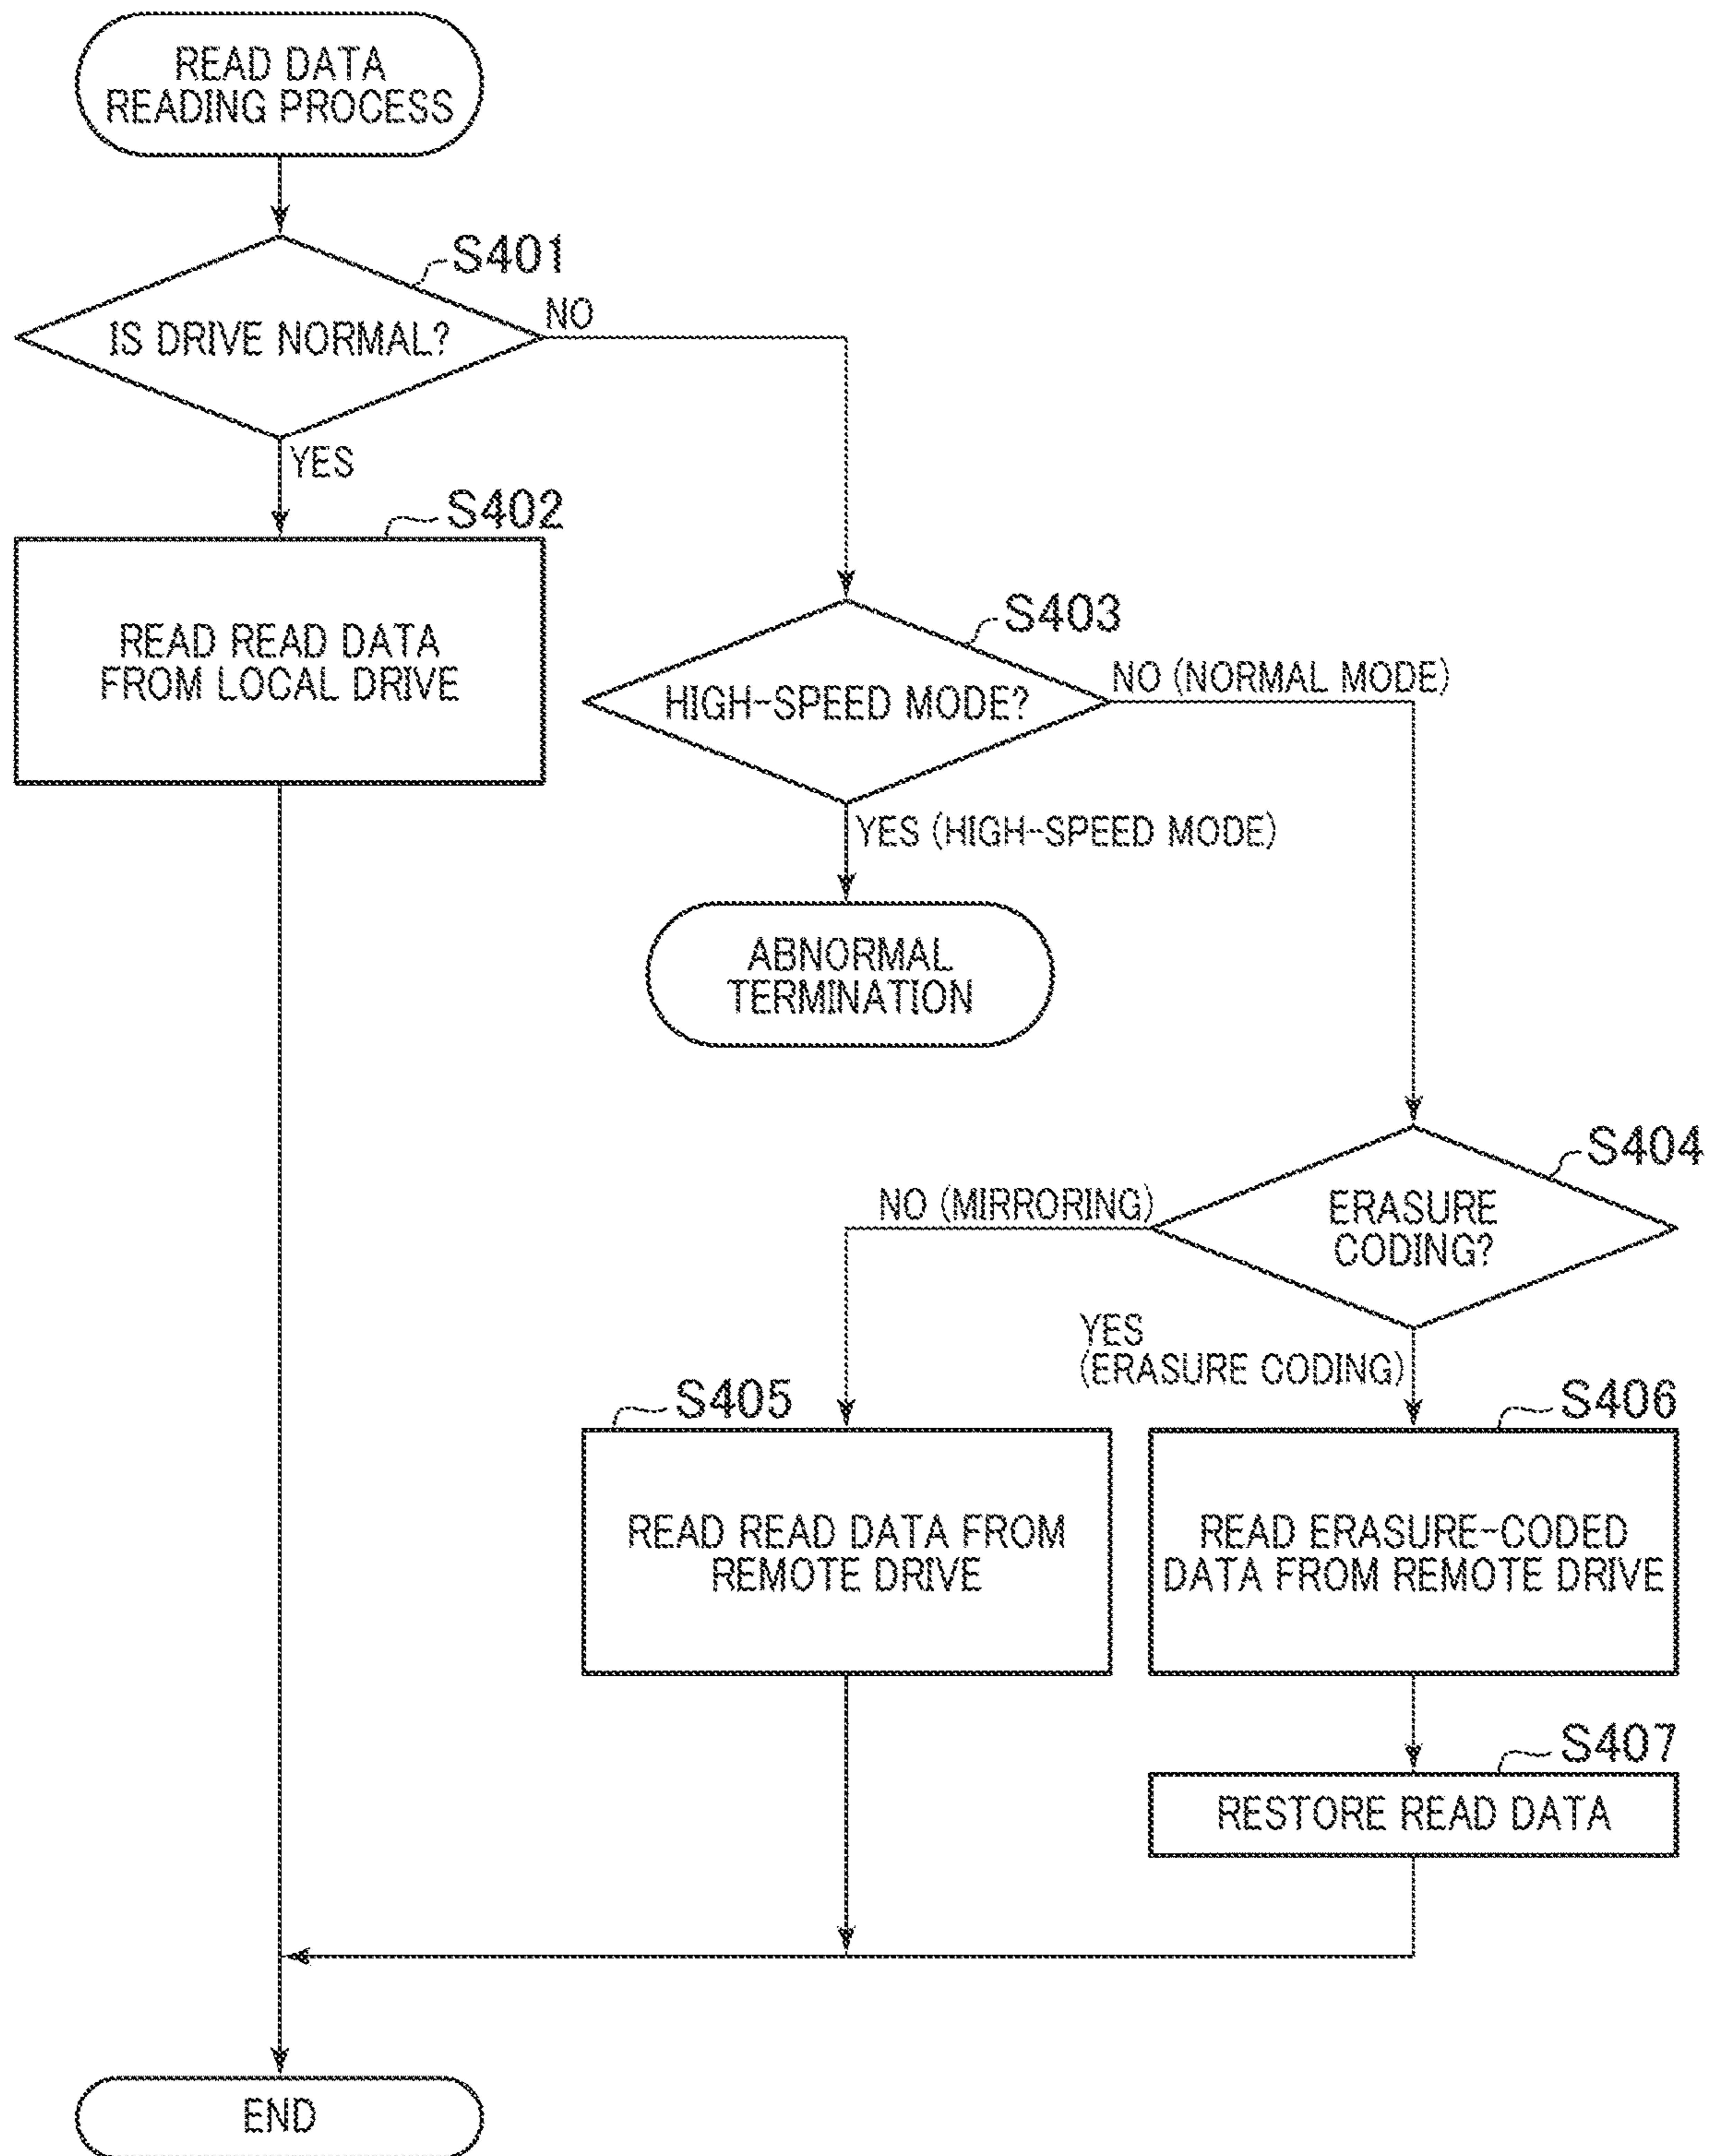 READ DATA
READING PROCESS
S401
IS DRIVE NORMAL?
NO
YES
S402
READ READ DATA
FROM LOCAL DRIVE
S403
HIGH-SPEED MODE?
NO (NORMAL MODE)
YES (HIGH-SPEED MODE)
ABNORMAL
TERMINATION
S404
ERASURE
CODING?
NO (MIRRORING)
YES
(ERASURE CODING)
S405
READ READ DATA FROM
REMOTE DRIVE
S406
READ ERASURE-CODED
DATA FROM REMOTE DRIVE
S407
RESTORE READ DATA
END